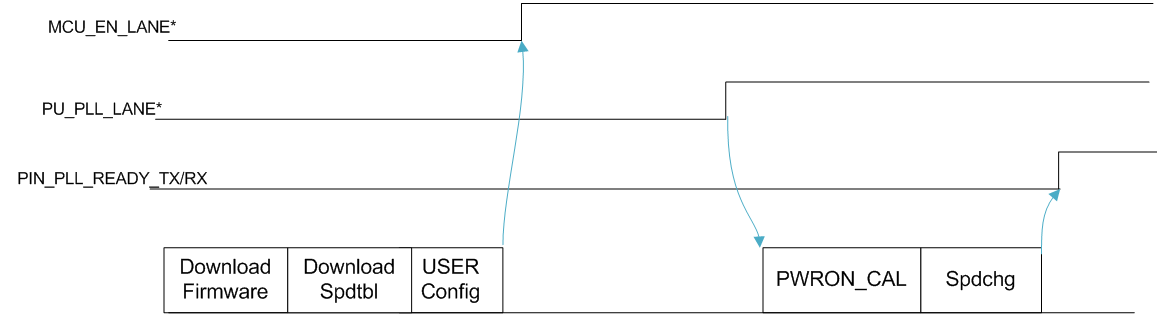 MCU_EN_LANE*
PU_PLL_LANE*
PIN_PLL_READY_TX/RX
Download
Firmware
Download
Spdtbl
USER
Config
PWRON_CAL
Spdchg